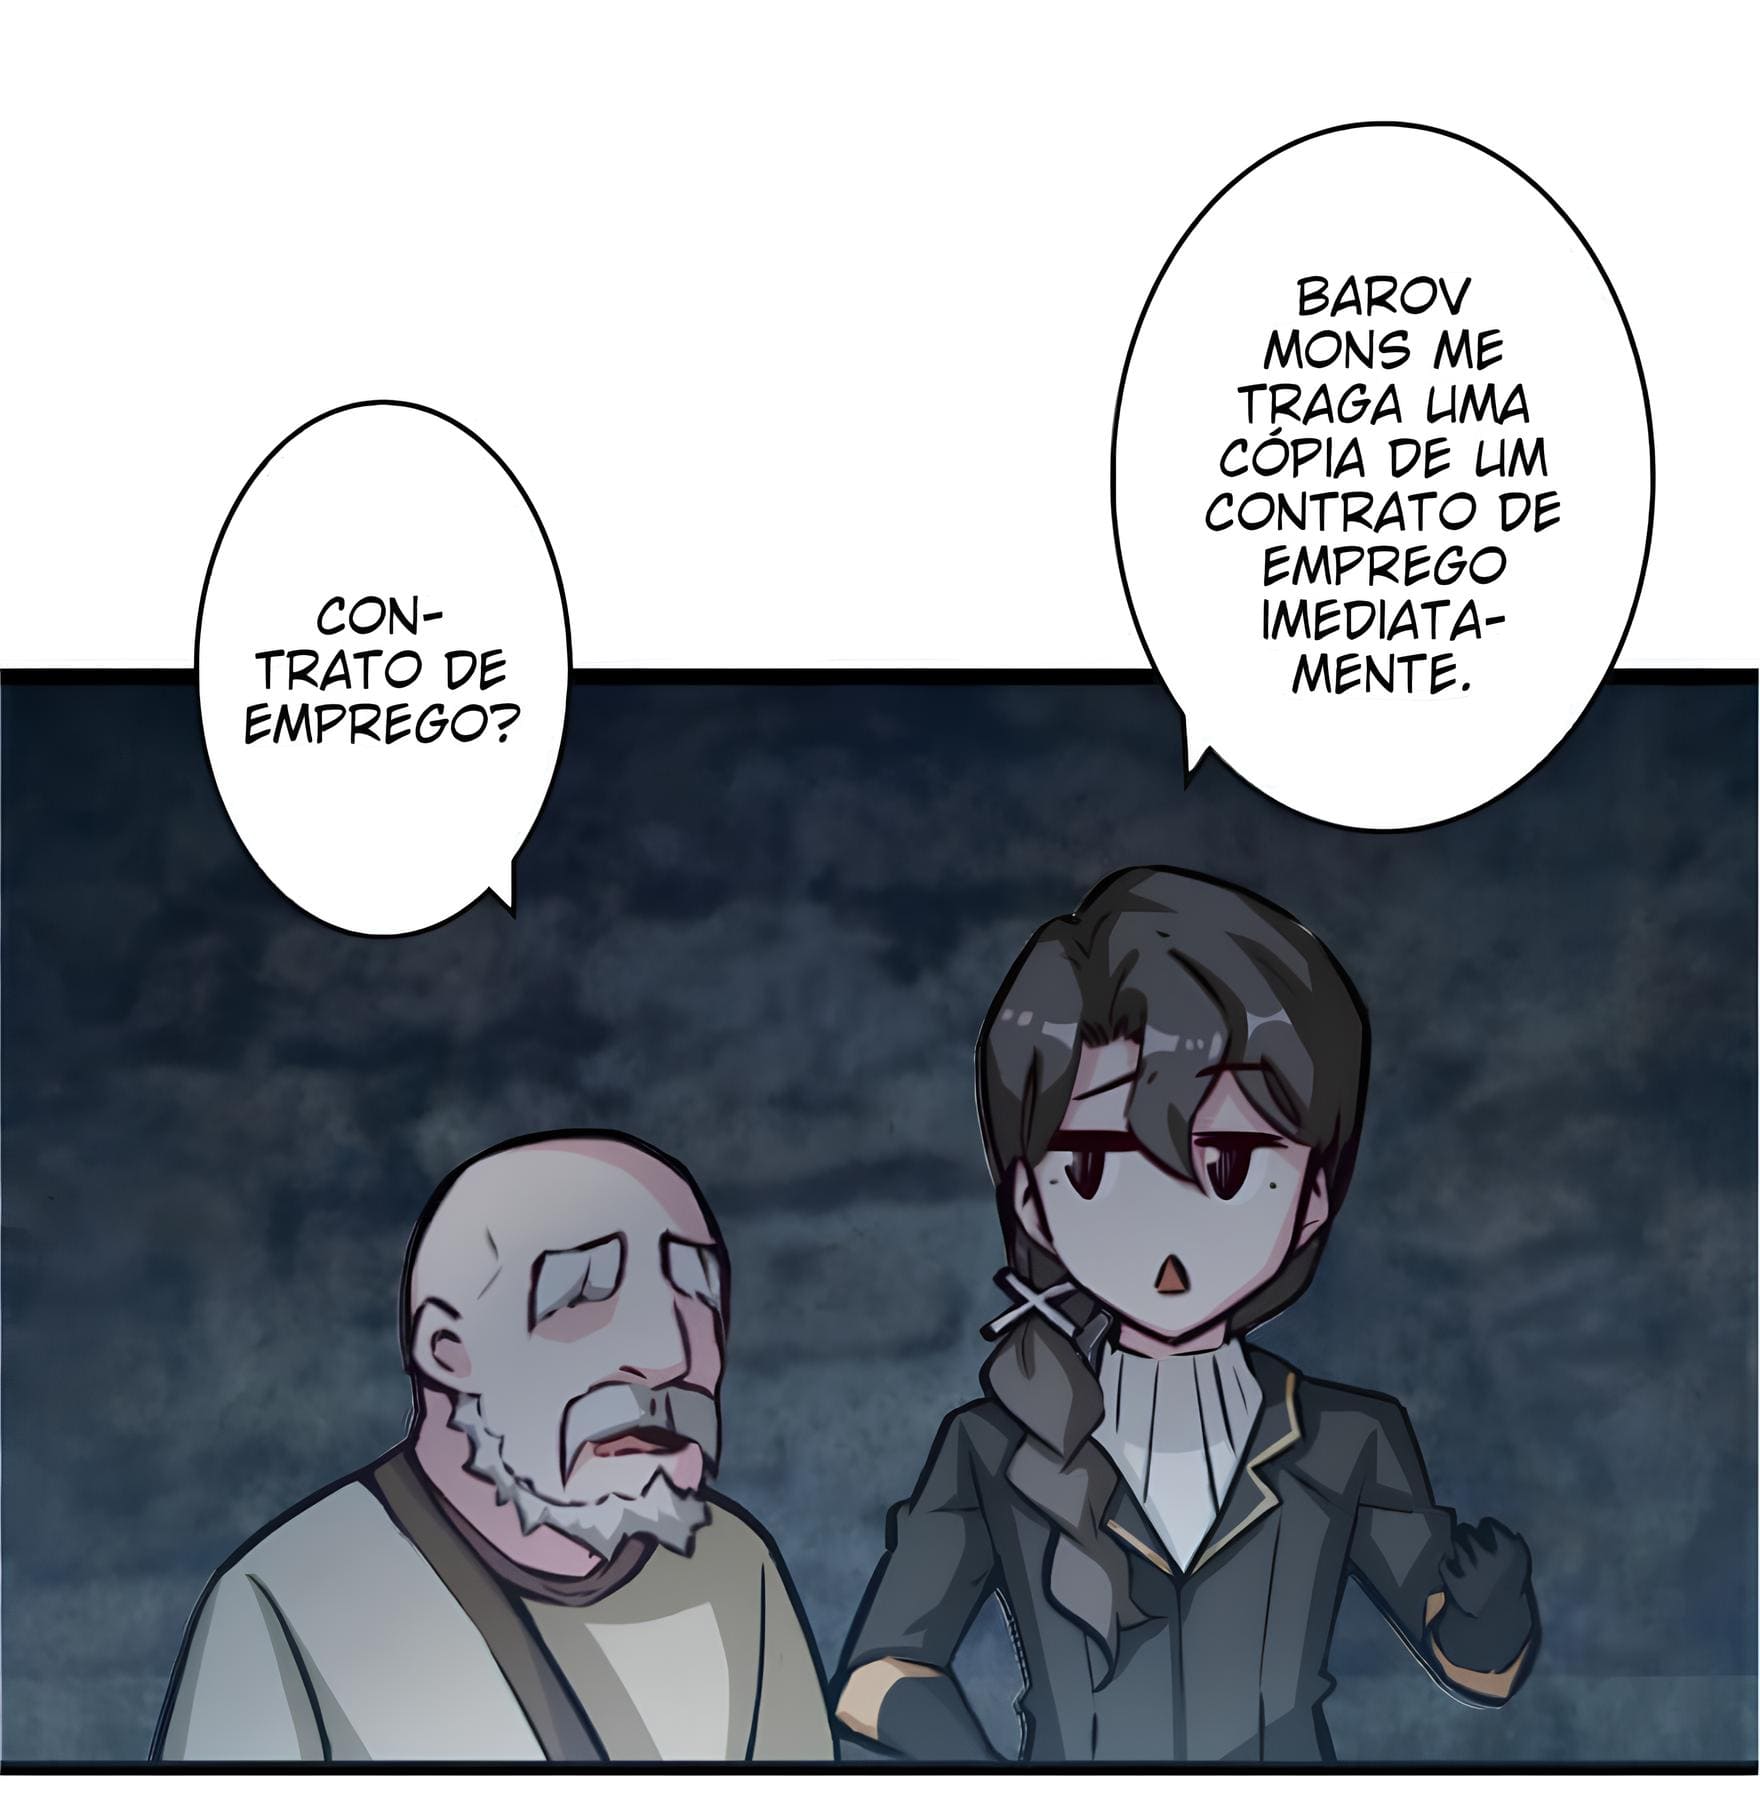 BAROV
MONS ME
TRAGA UMA
CÓPIA DE UM
CONTRATO DE
EMPREGO
IMEDIATA-
MENTE.
CON-
TRATO DE
EMPREGO?